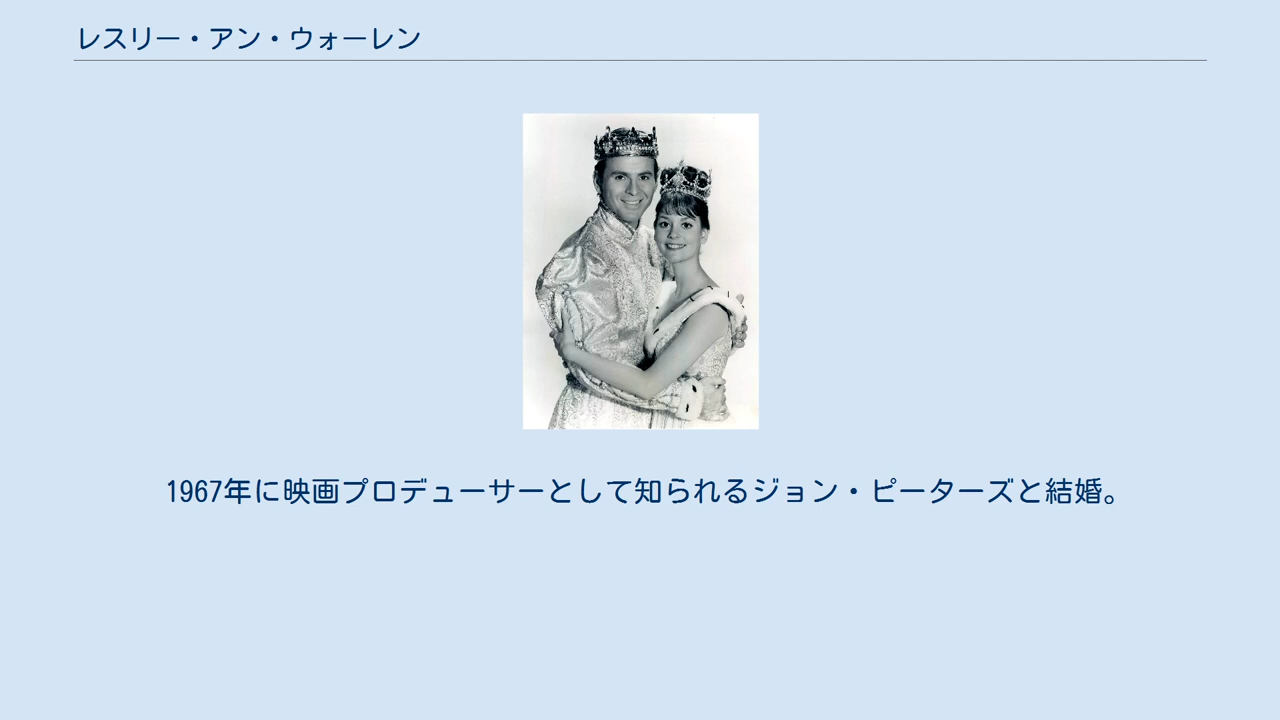 レスリー・アン・ウォーレン
1967年に映画プロデューサーとして知られるジョン・ピーターズと結婚。